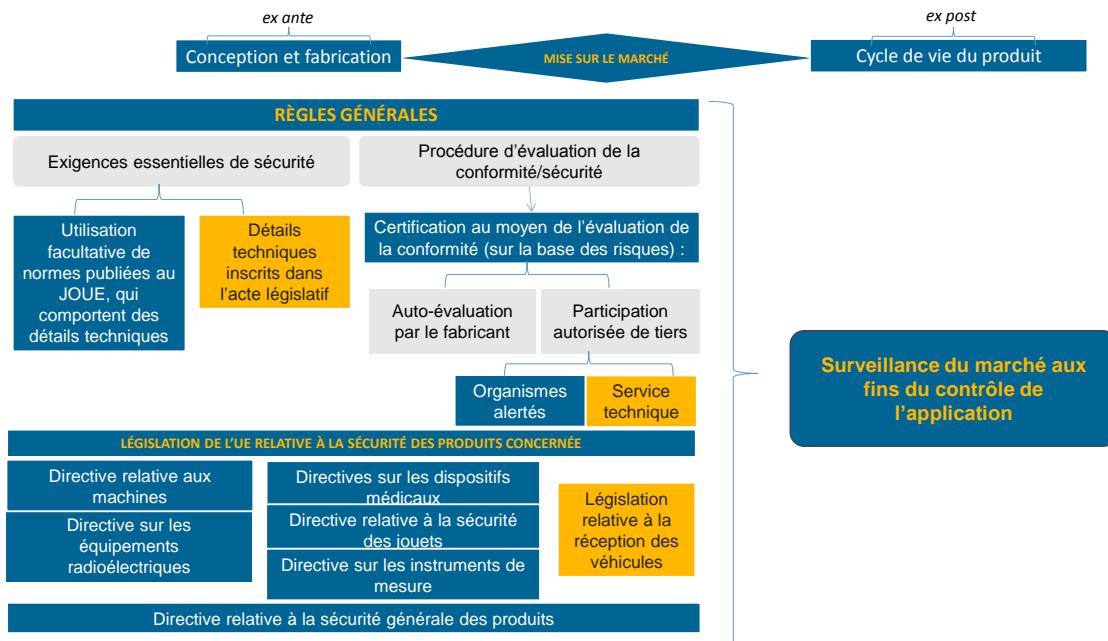 ex ante
ex post
Conception et fabrication
MISE SUR LE MARCHÉ
Cycle de vie du produit
RÈGLES GÉNÉRALES
Exigences essentielles de sécurité
Procédure d’évaluation de la
conformité/sécurité
Utilisation
facultative de
normes publiées au
JOUE, qui
comportent des
détails techniques
Détails
techniques
inscrits dans
l’acte législatif
Certification au moyen de l’évaluation de
la conformité (sur la base des risques) :
Auto-évaluation
par le fabricant
Participation
autorisée de tiers
Organismes
alertés
Service
technique
Surveillance du marché aux
fins du contrôle de
l’application
LÉGISLATION DE L’UE RELATIVE À LA SÉCURITÉ DES PRODUITS CONCERNÉE
Directive relative aux
machines
Directive sur les
équipements
radioélectriques
Directives sur les dispositifs
médicaux
Directive relative à la sécurité
des jouets
Directive sur les instruments de
mesure
Législation
relative à la
réception des
véhicules
Directive relative à la sécurité générale des produits